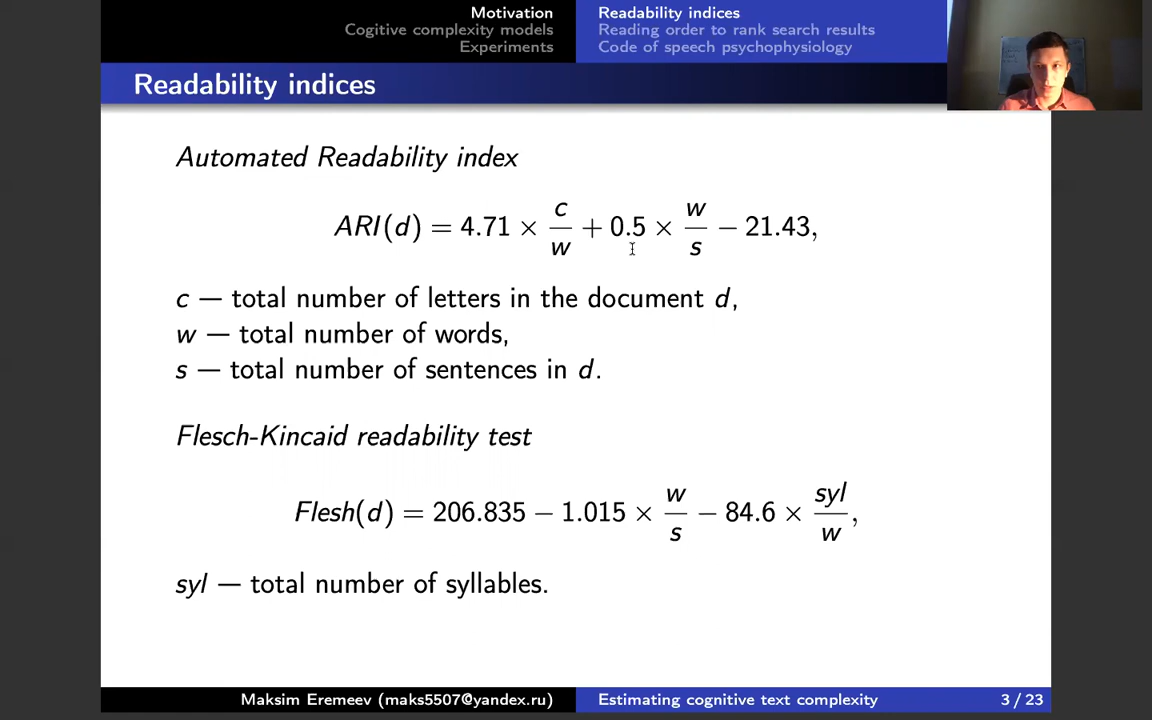 Motivation
Cogitive complexity models
Experiments
Readability indices
Reading order to rank search results
Code of speech psychophysiology
Readability indices
Automated Readability index
ARI(d) = 4.71 × c/w + 0.5 × w/s − 21.43,
c — total number of letters in the document d,
w — total number of words,
s — total number of sentences in d.
Flesch-Kincaid readability test
Flesh(d) = 206.835 − 1.015 × w/s − 84.6 × syl/w,
syl — total number of syllables.
Maksim Eremeev (maks5507@yandex.ru)
Estimating cognitive text complexity
3 / 23